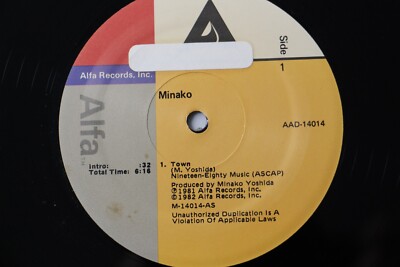 Side
1
Alfa Records, Inc.
Alfa™
Minako
AAD-14014
Intro: :32
Total Time: 6:16
1. Town
(M. Yoshida)
Nineteen-Eighty Music (ASCAP)
Produced by Minako Yoshida
℗1981 Alfa Records, Inc.
©1982 Alfa Records, Inc.
M-14014-AS
Unauthorized Duplication Is A
Violation Of Applicable Laws